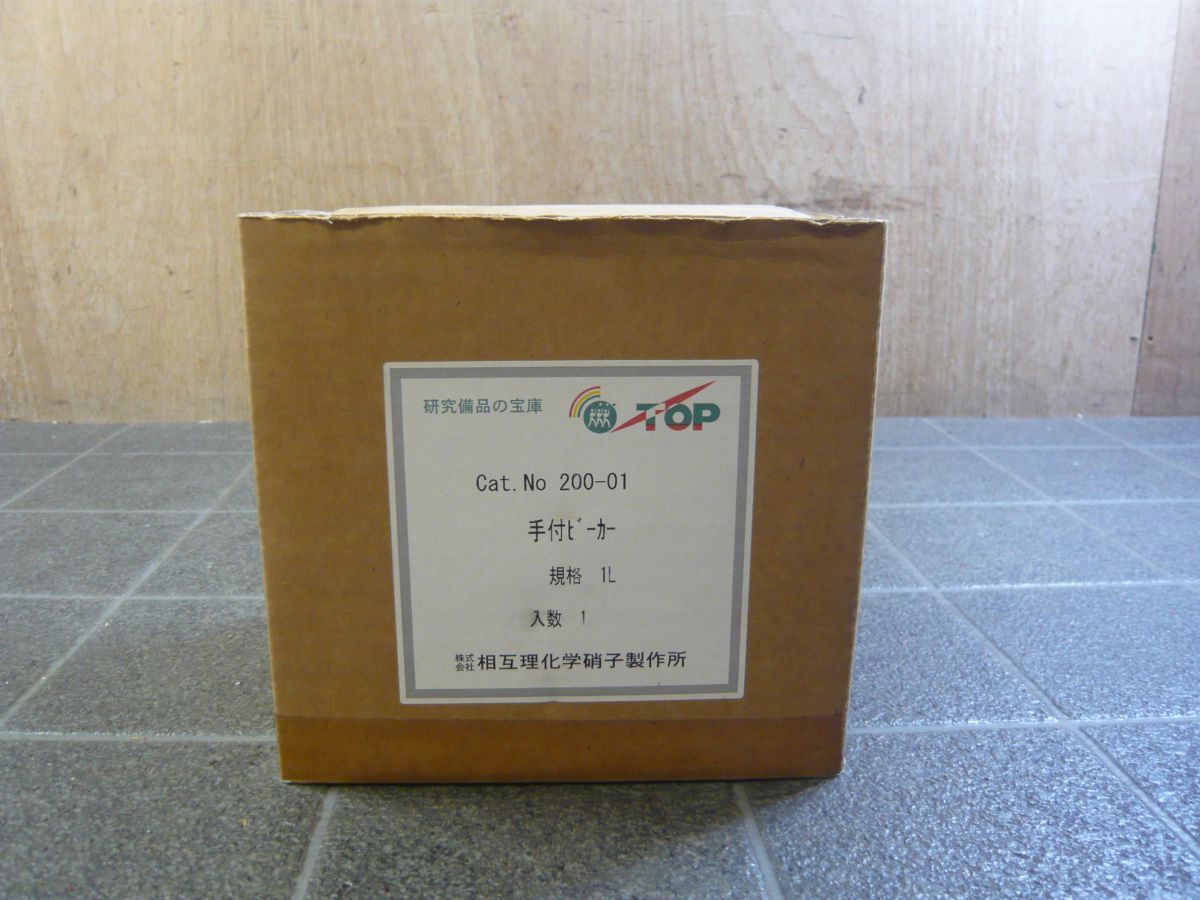 研究備品の宝庫 TOP
Cat.No 200-01
手付ﾋﾞｰｶｰ
規格 1L
入数 1
株式会社 相互理化学硝子製作所